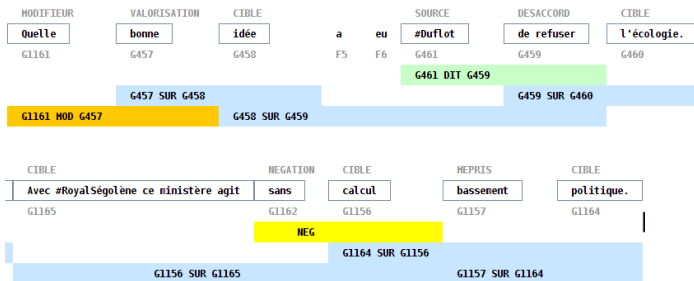 MODIFIEUR VALORISATION CIBLE SOURCE DESACCORD CIBLE
Quelle bonne idée a eu #Duflot de refuser l'écologie.
G1161 G457 G458 F5 F6 G461 G459 G460
G461 DIT G459
G457 SUR G458 G459 SUR G460
G1161 MOD G457 G458 SUR G459
CIBLE NEGATION CIBLE MEPRIS CIBLE
Avec #RoyalSégolène ce ministère agit sans calcul bassement politique.
G1165 G1162 G1156 G1157 G1164
NEG
G1164 SUR G1156
G1156 SUR G1165 G1157 SUR G1164